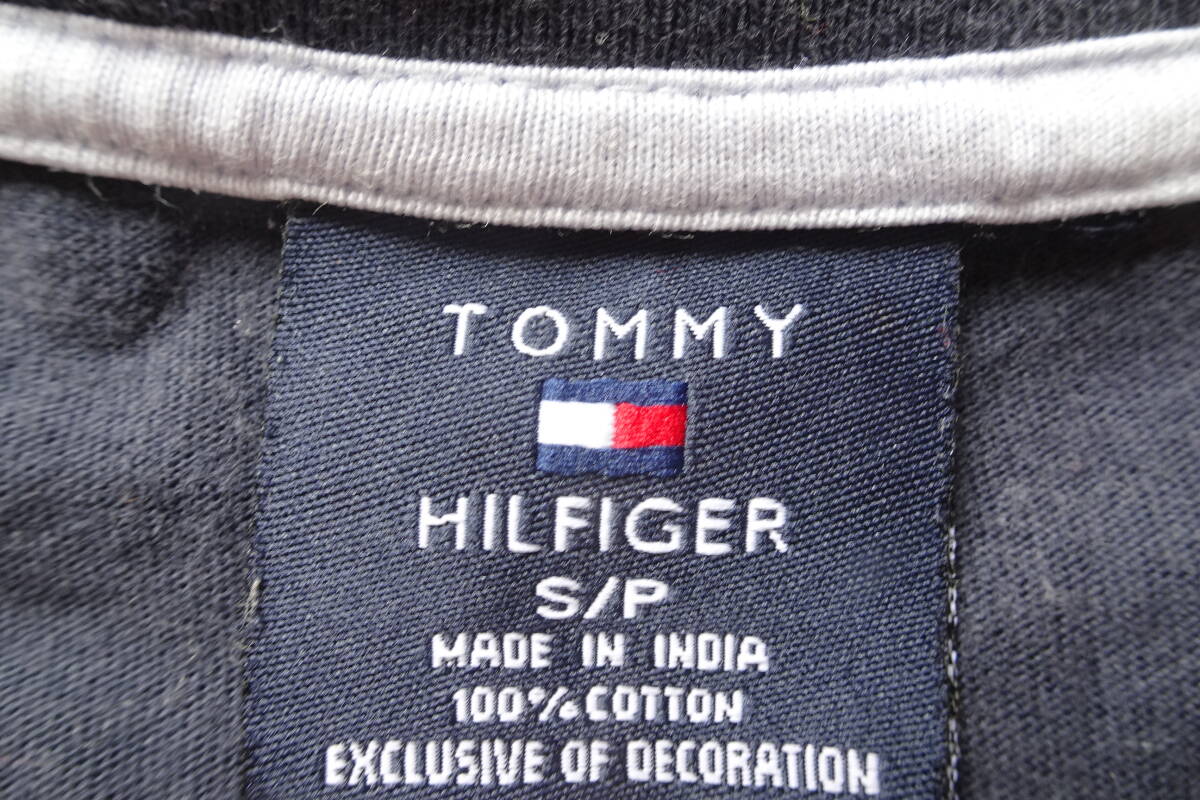 TOMMY
HILFIGER
S/P
MADE IN INDIA
100% COTTON
EXCLUSIVE OF DECORATION